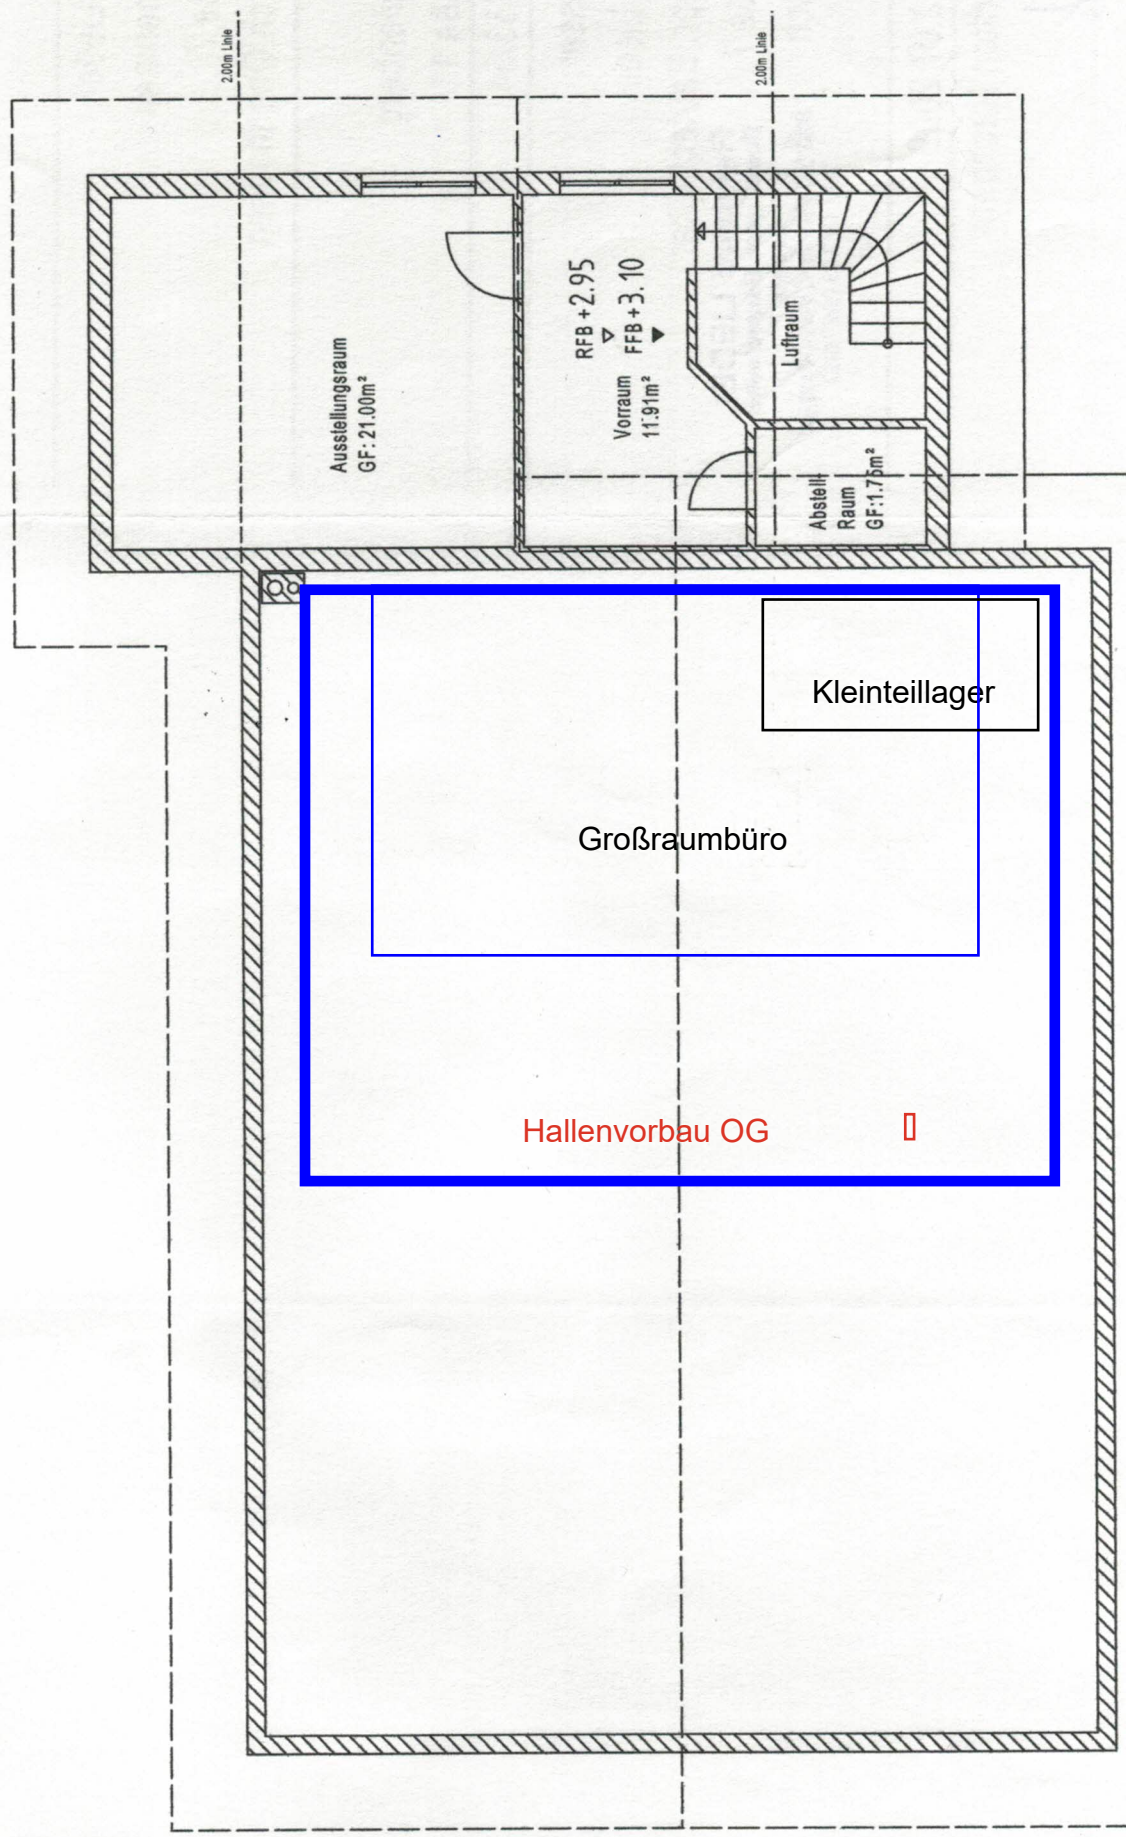 2.00m Linie
2.00m Linie
RFB +2.95
FFB +3.10
Vorraum
11.91m²
Ausstellungsraum
GF: 21.00m²
Luftraum
Abstell-
Raum
GF:1.75m²
Kleinteillager
Großraumbüro
Hallenvorbau OG